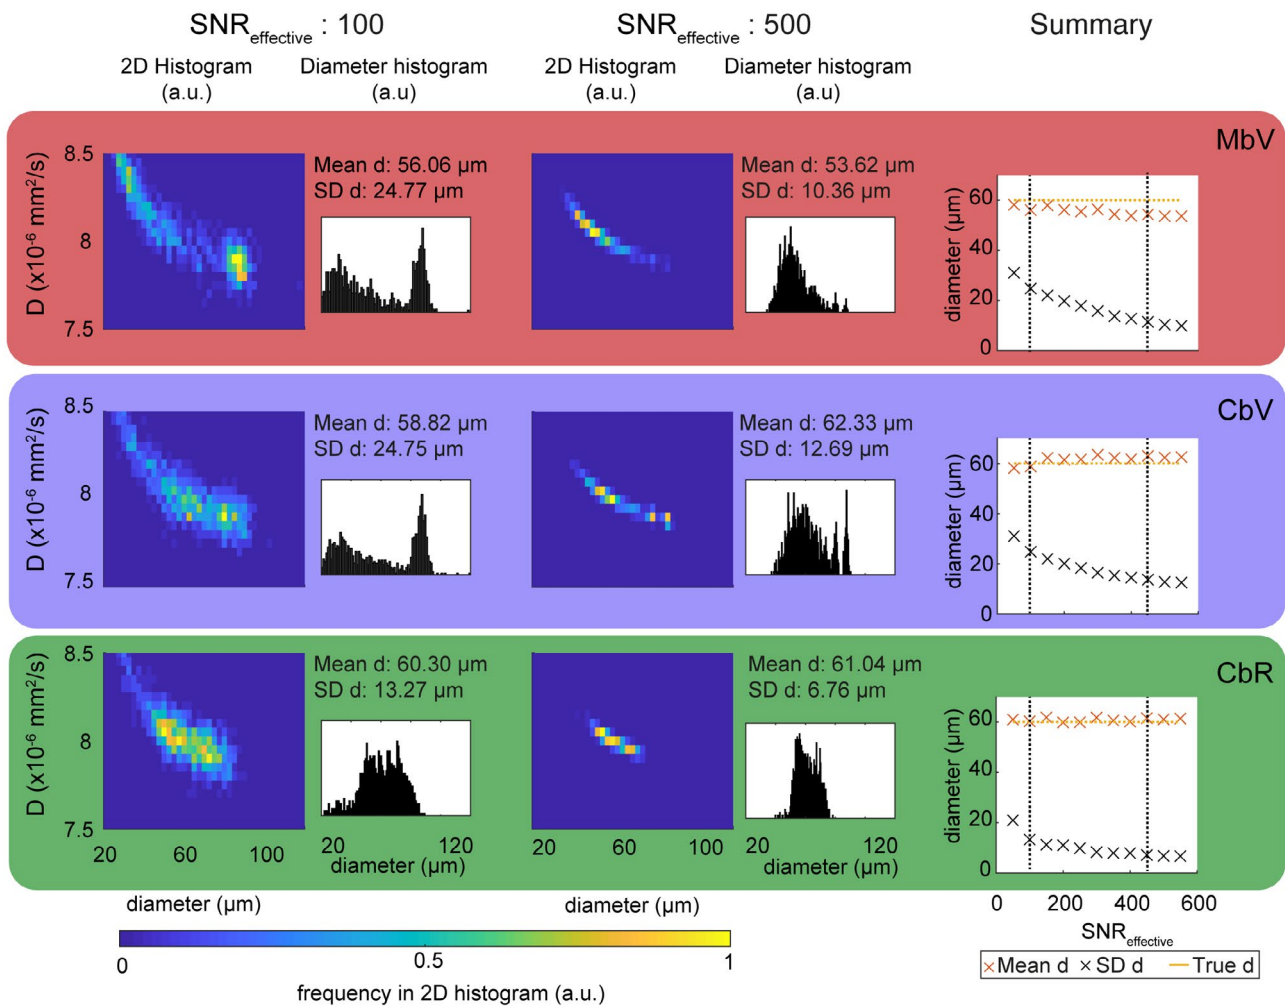 SNR_effective : 100
SNR_effective : 500
Summary
2D Histogram
(a.u.)
Diameter histogram
(a.u)
2D Histogram
(a.u.)
Diameter histogram
(a.u)
MbV
8.5
8
7.5
D (x10⁻⁶ mm²/s)
Mean d: 56.06 µm
SD d: 24.77 µm
Mean d: 53.62 µm
SD d: 10.36 µm
60
40
20
0
diameter (µm)
CbV
8.5
8
7.5
D (x10⁻⁶ mm²/s)
Mean d: 58.82 µm
SD d: 24.75 µm
Mean d: 62.33 µm
SD d: 12.69 µm
60
40
20
0
diameter (µm)
CbR
8.5
8
7.5
D (x10⁻⁶ mm²/s)
Mean d: 60.30 µm
SD d: 13.27 µm
Mean d: 61.04 µm
SD d: 6.76 µm
60
40
20
0
diameter (µm)
20 60 100
20 120
diameter (µm)
20 60 100
20 120
diameter (µm)
0 200 400 600
SNR_effective
diameter (µm)
diameter (µm)
0 0.5 1
frequency in 2D histogram (a.u.)
Mean d SD d True d